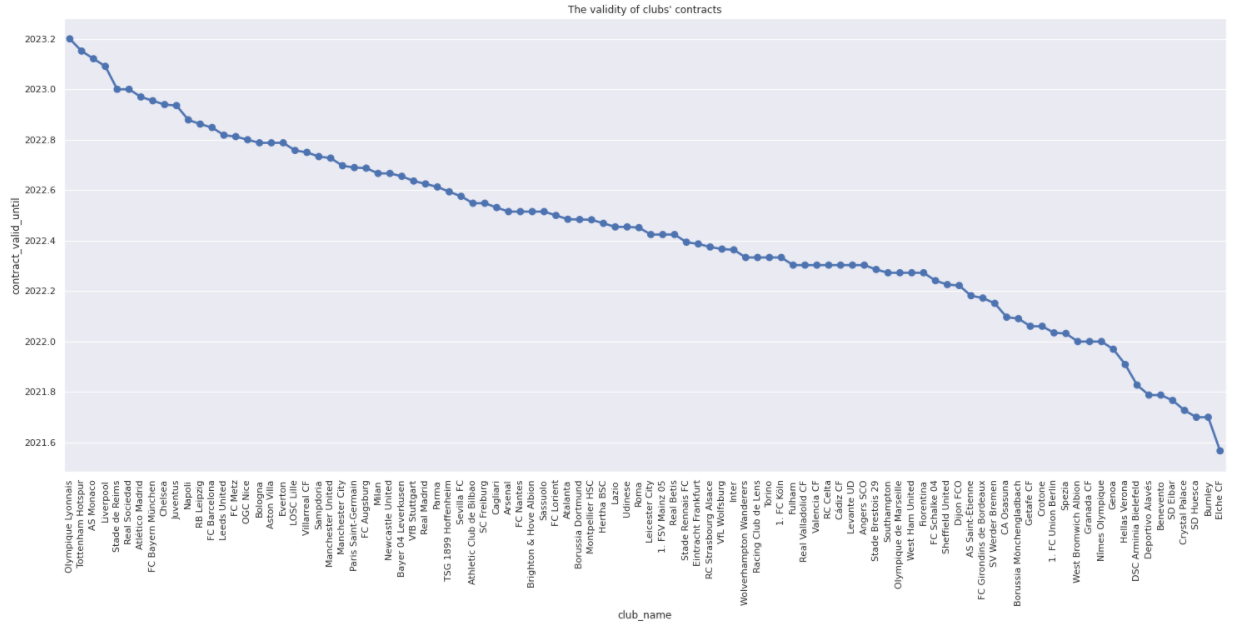 The validity of clubs' contracts
contract_valid_until
2023.2
2023.0
2022.8
2022.6
2022.4
2022.2
2022.0
2021.8
2021.6
Olympique Lyonnais
Tottenham Hotspur
AS Monaco
Liverpool
Stade de Reims
Real Sociedad
Atlético Madrid
FC Bayern München
Chelsea
Juventus
Napoli
RB Leipzig
FC Barcelona
Leeds United
FC Metz
OGC Nice
Bologna
Aston Villa
Everton
LOSC Lille
Villarreal CF
Sampdoria
Manchester United
Manchester City
Paris Saint-Germain
FC Augsburg
Milan
Newcastle United
Bayer 04 Leverkusen
VfB Stuttgart
Real Madrid
Parma
TSG 1899 Hoffenheim
Sevilla FC
Athletic Club de Bilbao
SC Freiburg
Cagliari
Arsenal
FC Nantes
Brighton & Hove Albion
Sassuolo
FC Lorient
Atalanta
Borussia Dortmund
Montpellier HSC
Hertha BSC
Lazio
Udinese
Roma
Leicester City
1. FSV Mainz 05
Real Betis
Stade Rennais FC
Eintracht Frankfurt
RC Strasbourg Alsace
VfL Wolfsburg
Inter
Wolverhampton Wanderers
Racing Club de Lens
Torino
1. FC Köln
Fulham
Real Valladolid CF
Valencia CF
RC Celta
Cádiz CF
Levante UD
Angers SCO
Stade Brestois 29
Southampton
Olympique de Marseille
West Ham United
Fiorentina
FC Schalke 04
Sheffield United
Dijon FCO
AS Saint-Étienne
FC Girondins de Bordeaux
SV Werder Bremen
CA Osasuna
Borussia Mönchengladbach
Getafe CF
Crotone
1. FC Union Berlin
Spezia
West Bromwich Albion
Granada CF
Nîmes Olympique
Genoa
Hellas Verona
DSC Arminia Bielefeld
Deportivo Alavés
Benevento
SD Eibar
Crystal Palace
SD Huesca
Burnley
Elche CF
club_name